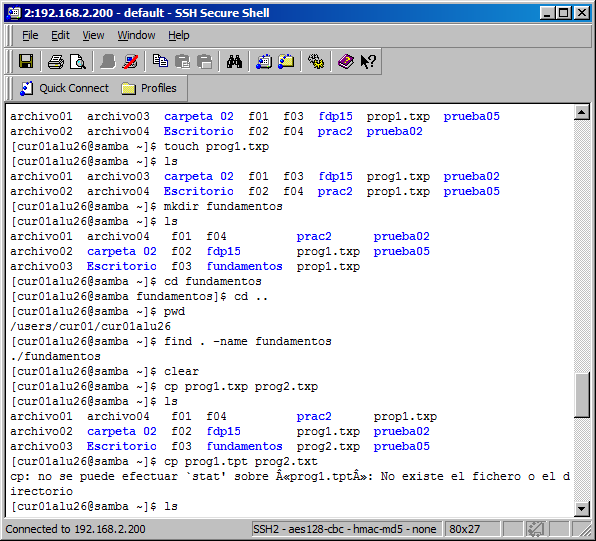 2:192.168.2.200 - default - SSH Secure Shell
File Edit View Window Help
Quick Connect Profiles
archivo01 archivo03 carpeta 02 f01 f03 fdp15 prop1.txp prueba05
archivo02 archivo04 Escritorio f02 f04 prac2 prueba02
[cur01alu26@samba ~]$ touch prog1.txp
[cur01alu26@samba ~]$ ls
archivo01 archivo03 carpeta 02 f01 f03 fdp15 prog1.txp prueba02
archivo02 archivo04 Escritorio f02 f04 prac2 prop1.txp prueba05
[cur01alu26@samba ~]$ mkdir fundamentos
[cur01alu26@samba ~]$ ls
archivo01 archivo04 f01 f04 prac2 prueba02
archivo02 carpeta 02 f02 fdp15 prog1.txp prueba05
archivo03 Escritorio f03 fundamentos prop1.txp
[cur01alu26@samba ~]$ cd fundamentos
[cur01alu26@samba fundamentos]$ cd ..
[cur01alu26@samba ~]$ pwd
/users/cur01/cur01alu26
[cur01alu26@samba ~]$ find . -name fundamentos
./fundamentos
[cur01alu26@samba ~]$ clear
[cur01alu26@samba ~]$ cp prog1.txp prog2.txp
[cur01alu26@samba ~]$ ls
archivo01 archivo04 f01 f04 prac2 prop1.txp
archivo02 carpeta 02 f02 fdp15 prog1.txp prueba02
archivo03 Escritorio f03 fundamentos prog2.txp prueba05
[cur01alu26@samba ~]$ cp prog1.tpt prog2.txt
cp: no se puede efectuar `stat' sobre Â«prog1.tptÂ»: No existe el fichero o el d
irectorio
[cur01alu26@samba ~]$ ls
Connected to 192.168.2.200 SSH2 - aes128-cbc - hmac-md5 - none 80x27